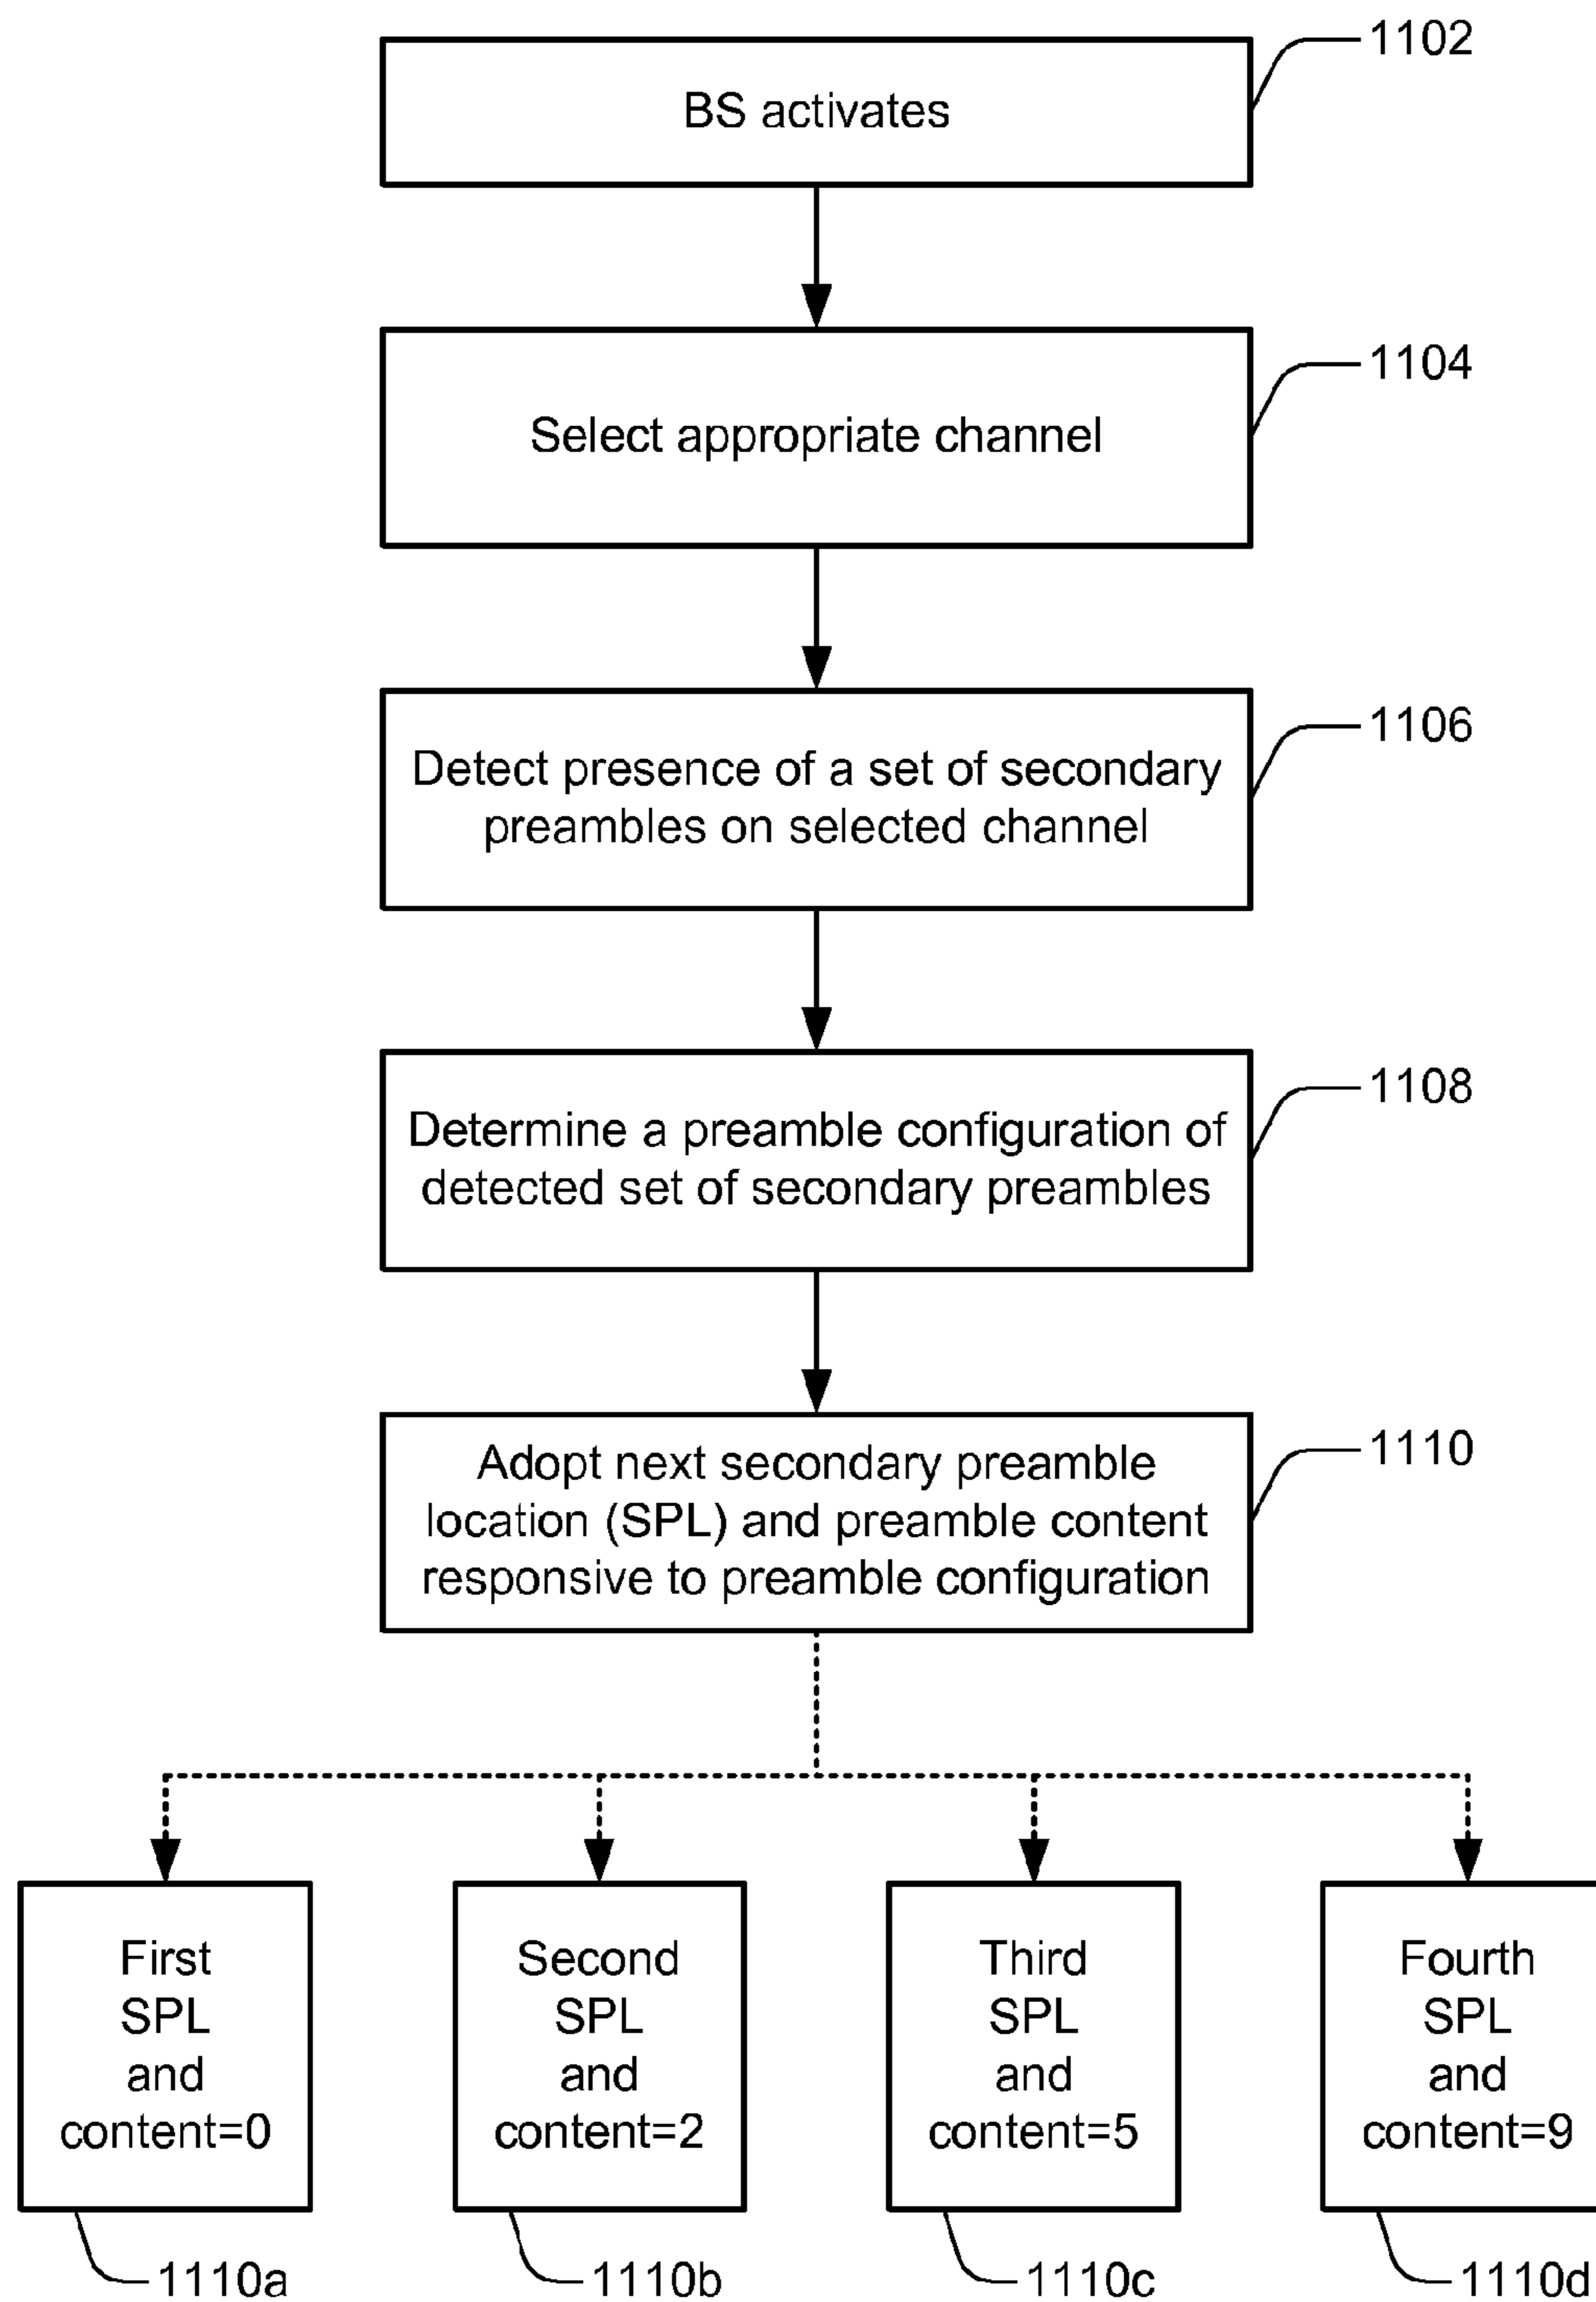 1102
BS activates
1104
Select appropriate channel
1106
Detect presence of a set of secondary
preambles on selected channel
1108
Determine a preamble configuration of
detected set of secondary preambles
1110
Adopt next secondary preamble
location (SPL) and preamble content
responsive to preamble configuration
First
SPL
and
content=0
1110a
Second
SPL
and
content=2
1110b
Third
SPL
and
content=5
1110c
Fourth
SPL
and
content=9
1110d